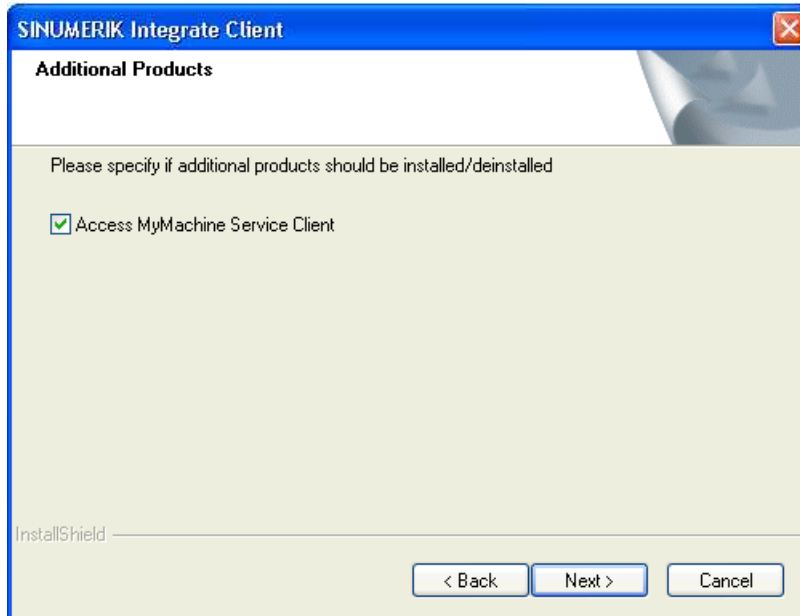 SINUMERIK Integrate Client
Additional Products
Please specify if additional products should be installed/deinstalled
Access MyMachine Service Client
InstallShield
< Back Next > Cancel